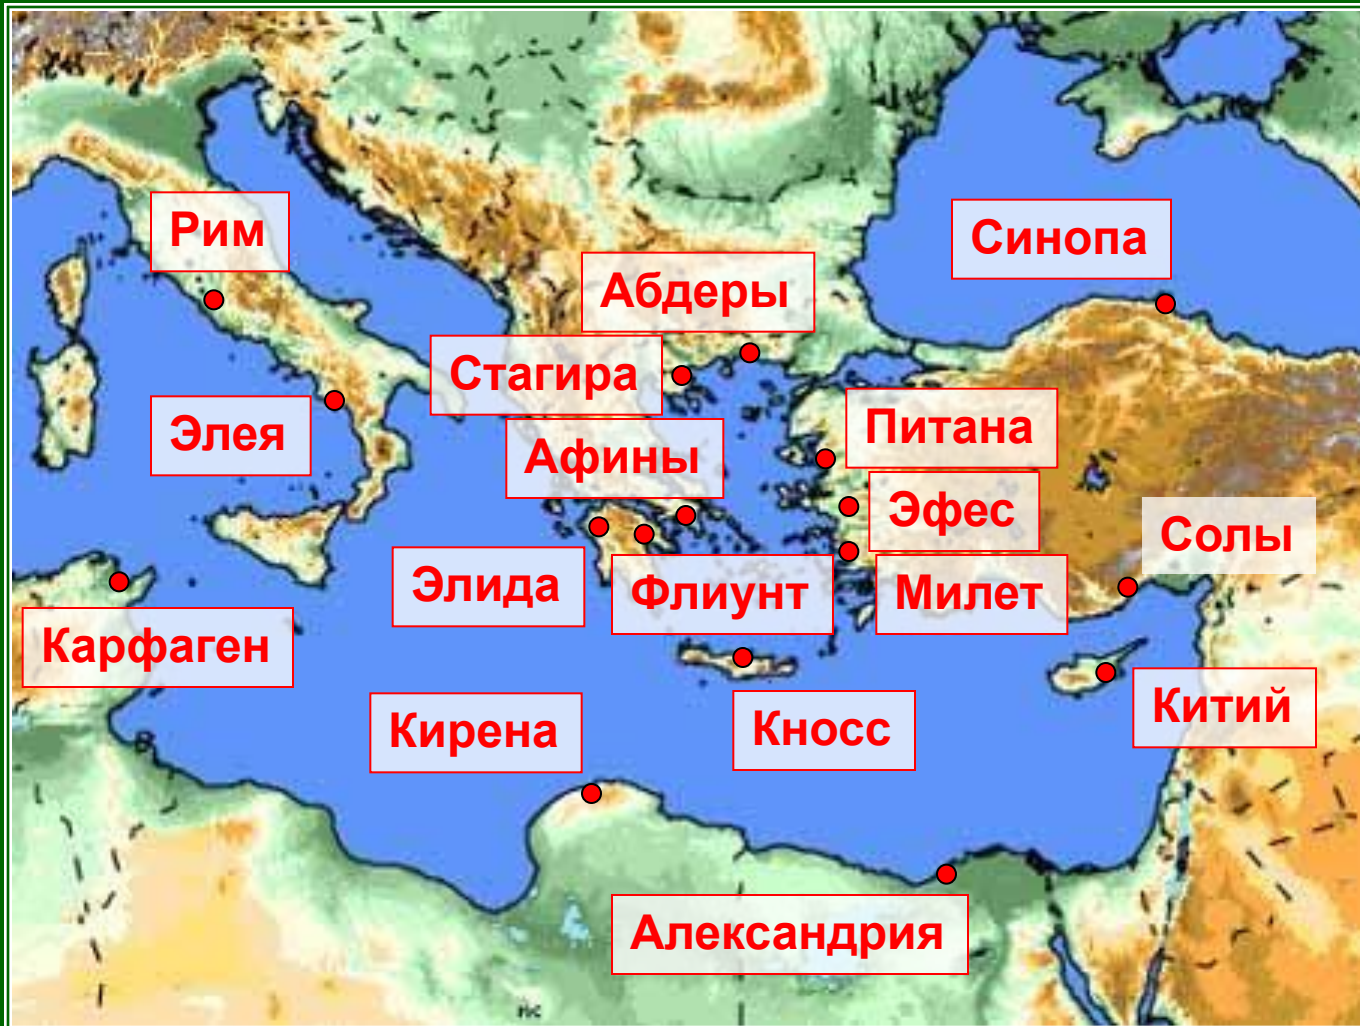 Рим
Синопа
Абдеры
Стагира
Элея
Питана
Афины
Эфес
Солы
Элида
Флиунт
Милет
Карфаген
Китий
Кирена
Кносс
Александрия